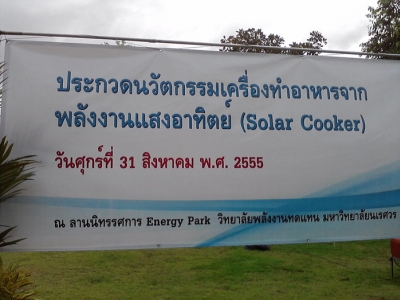 ประกวดนวัตกรรมเครื่องทำอาหารจาก
พลังงานแสงอาทิตย์ (Solar Cooker)
วันศุกร์ที่ 31 สิงหาคม พ.ศ. 2555
ณ ลานนิทรรศการ Energy Park วิทยาลัยพลังงานทดแทน มหาวิทยาลัยนเรศวร